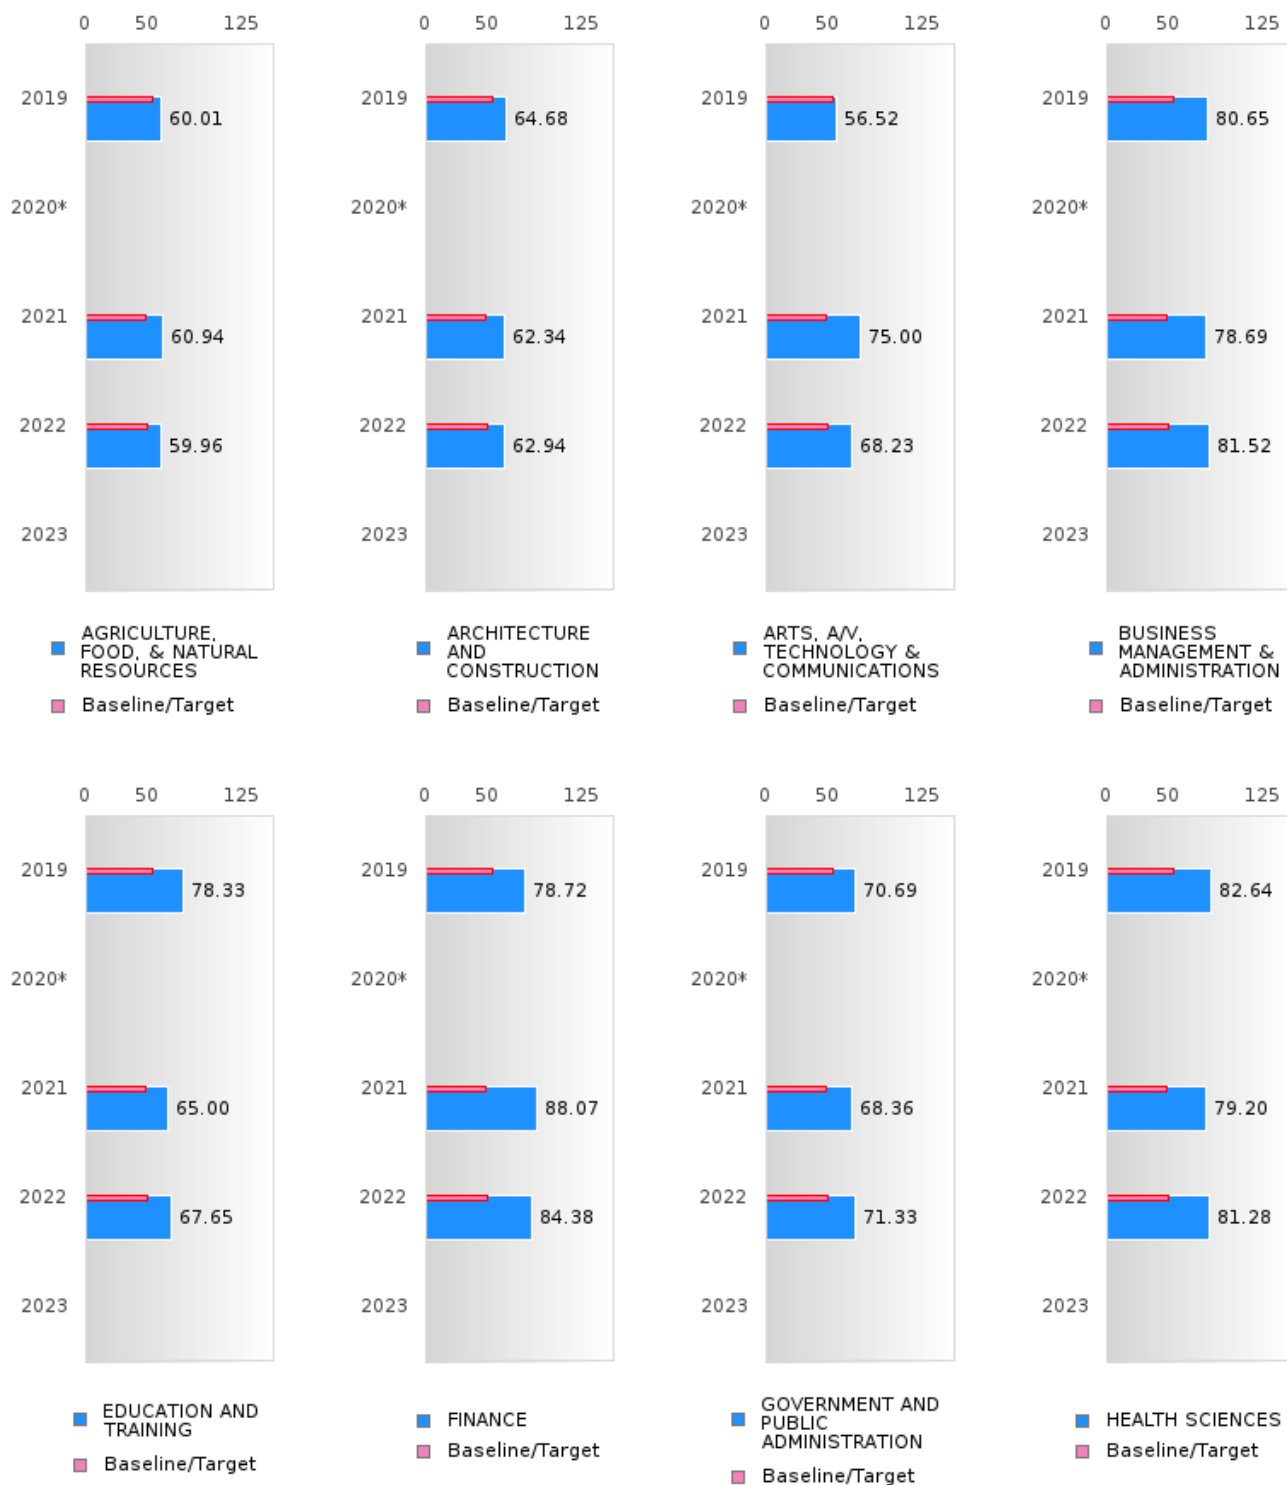 0 50 125 0 50 125 0 50 125 0 50 125
2019 60.01 2019 64.68 2019 56.52 2019 80.65
2020* 2020* 2020* 2020*
2021 60.94 2021 62.34 2021 75.00 2021 78.69
2022 59.96 2022 62.94 2022 68.23 2022 81.52
2023 2023 2023 2023
AGRICULTURE,
FOOD, & NATURAL
RESOURCES
Baseline/Target
ARCHITECTURE
AND
CONSTRUCTION
Baseline/Target
ARTS, A/V,
TECHNOLOGY &
COMMUNICATIONS
Baseline/Target
BUSINESS
MANAGEMENT &
ADMINISTRATION
Baseline/Target
0 50 125 0 50 125 0 50 125 0 50 125
2019 78.33 2019 78.72 2019 70.69 2019 82.64
2020* 2020* 2020* 2020*
2021 65.00 2021 88.07 2021 68.36 2021 79.20
2022 67.65 2022 84.38 2022 71.33 2022 81.28
2023 2023 2023 2023
EDUCATION AND
TRAINING
Baseline/Target
FINANCE
Baseline/Target
GOVERNMENT AND
PUBLIC
ADMINISTRATION
Baseline/Target
HEALTH SCIENCES
Baseline/Target